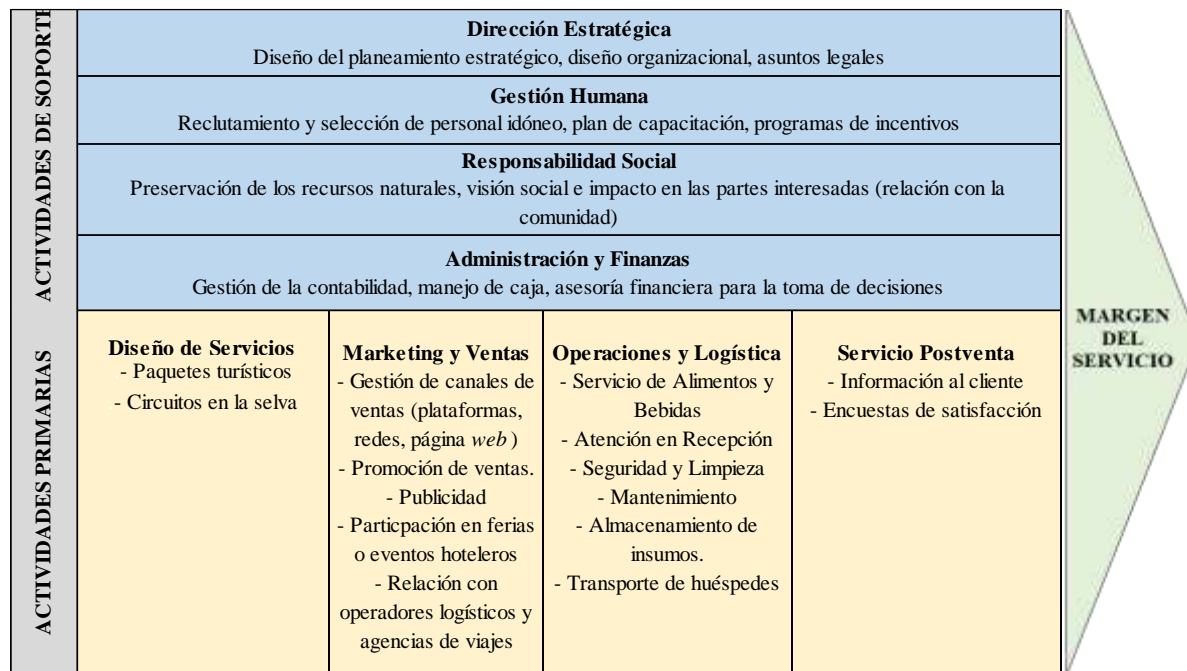 ACTIVIDADES DE SOPORTE
Dirección Estratégica
Diseño del planeamiento estratégico, diseño organizacional, asuntos legales
Gestión Humana
Reclutamiento y selección de personal idóneo, plan de capacitación, programas de incentivos
Responsabilidad Social
Preservación de los recursos naturales, visión social e impacto en las partes interesadas (relación con la
comunidad)
Administración y Finanzas
Gestión de la contabilidad, manejo de caja, asesoría financiera para la toma de decisiones
ACTIVIDADES PRIMARIAS
Diseño de Servicios
- Paquetes turísticos
- Circuitos en la selva
Marketing y Ventas
- Gestión de canales de
ventas (plataformas,
redes, página web )
- Promoción de ventas.
- Publicidad
- Particpación en ferias
o eventos hoteleros
- Relación con
operadores logísticos y
agencias de viajes
Operaciones y Logística
- Servicio de Alimentos y
Bebidas
- Atención en Recepción
- Seguridad y Limpieza
- Mantenimiento
- Almacenamiento de
insumos.
- Transporte de huéspedes
Servicio Postventa
- Información al cliente
- Encuestas de satisfacción
MARGEN
DEL
SERVICIO